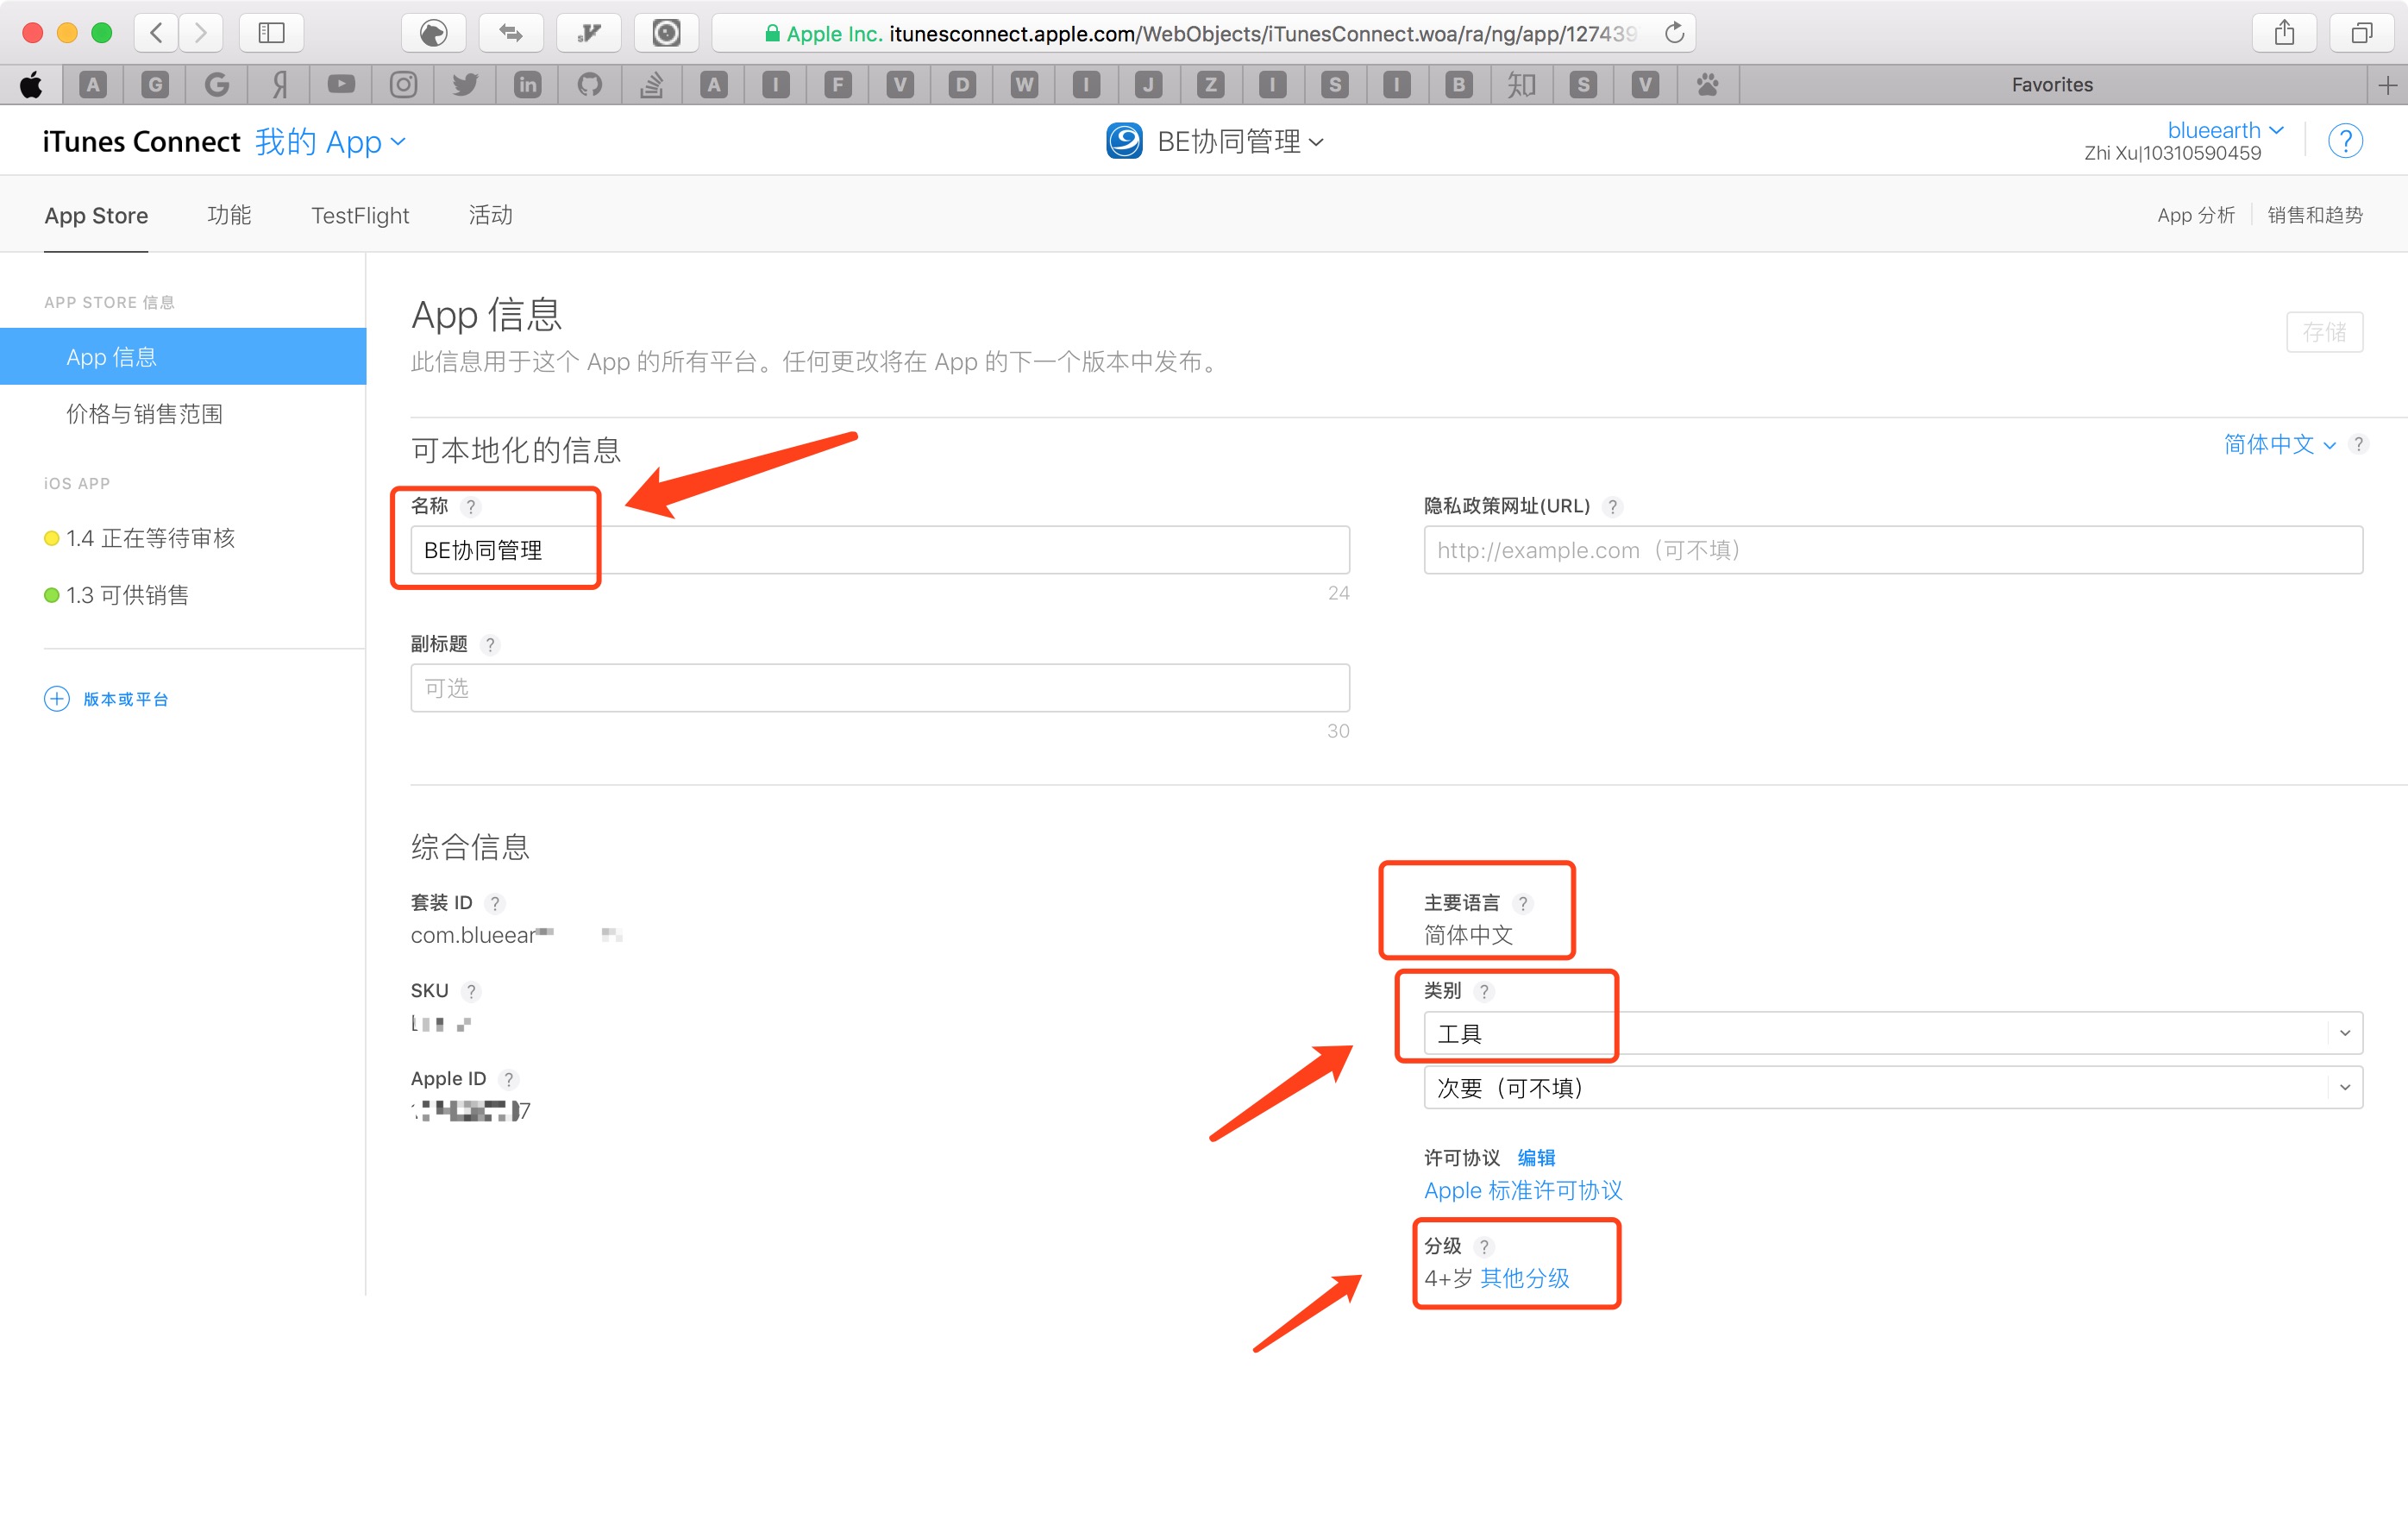 Apple Inc. itunesconnect.apple.com/WebObjects/iTunesConnect.woa/ra/ng/app/127439
A G G Я in A I F V D W I J Z I S I B 知 S V Favorites
iTunes Connect 我的 App
BE协同管理
blueearth
Zhi Xu|10310590459
?
App Store 功能 TestFlight 活动
App 分析 销售和趋势
APP STORE 信息
App 信息
价格与销售范围
iOS APP
1.4 正在等待审核
1.3 可供销售
版本或平台
App 信息
存储
此信息用于这个 App 的所有平台。任何更改将在 App 的下一个版本中发布。
可本地化的信息
简体中文 ?
名称 ?
BE协同管理
24
隐私政策网址(URL) ?
http://example.com（可不填）
副标题 ?
可选
30
综合信息
套装 ID ?
com.blueear
SKU ?
Apple ID ?
7
主要语言 ?
简体中文
类别 ?
工具
次要（可不填）
许可协议 编辑
Apple 标准许可协议
分级 ?
4+岁 其他分级